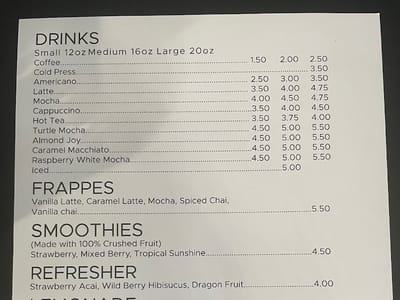 DRINKS
Small 12oz Medium 16oz Large 20oz
Coffee 1.50 2.00 2.50
Cold Press 3.50
Americano 2.50 3.00 3.50
Latte 3.50 4.00 4.75
Mocha 4.00 4.50 4.75
Cappuccino 3.50 4.00 4.50
Hot Tea 3.50 3.75 4.00
Turtle Mocha 4.50 5.00 5.50
Almond Joy 4.50 5.00 5.50
Caramel Macchiato 4.50 5.00 5.50
Raspberry White Mocha 4.50 5.00 5.50
Iced 5.00
FRAPPES
Vanilla Latte, Caramel Latte, Mocha, Spiced Chai,
Vanilla chai 5.50
SMOOTHIES
(Made with 100% Crushed Fruit)
Strawberry, Mixed Berry, Tropical Sunshine 4.50
REFRESHER
Strawberry Acai, Wild Berry Hibiscus, Dragon Fruit 4.00
LEMONADE